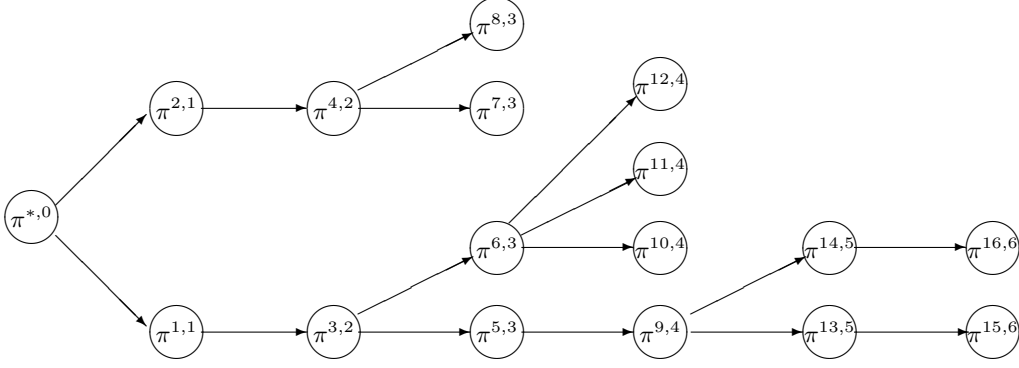 π^{8,3}
π^{12,4}
π^{2,1} π^{4,2} π^{7,3}
π^{11,4}
π^{*,0}
π^{6,3} π^{10,4} π^{14,5} π^{16,6}
π^{1,1} π^{3,2} π^{5,3} π^{9,4} π^{13,5} π^{15,6}